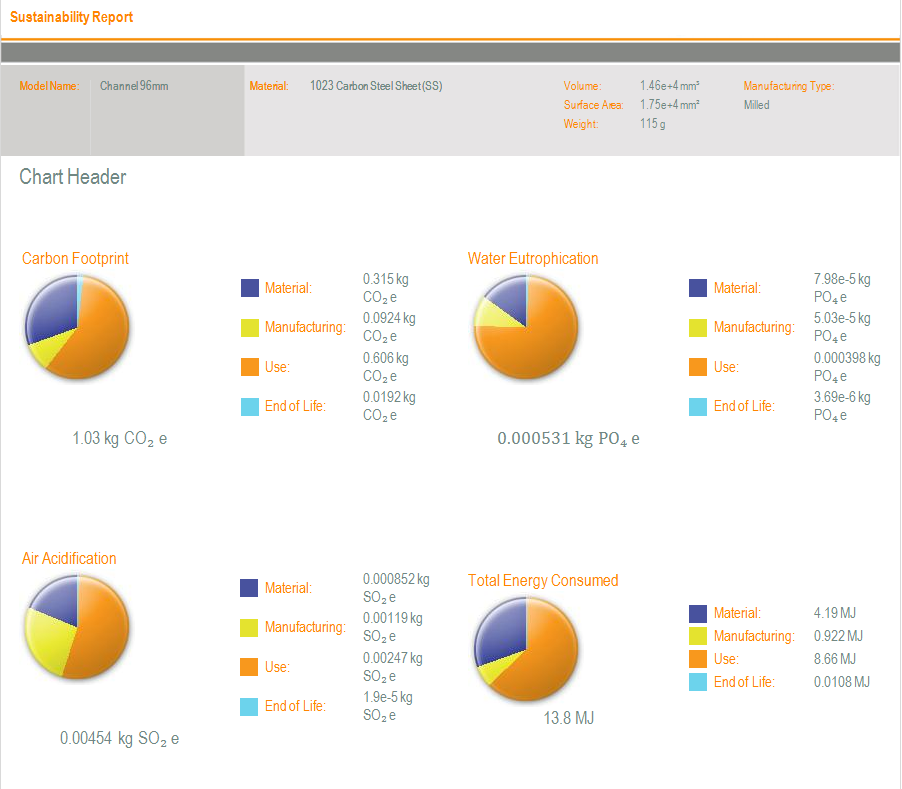 Sustainability Report
Model Name: Channel 96mm
Material: 1023 Carbon Steel Sheet (SS)
Volume: 1.46e+4 mm³
Surface Area: 1.75e+4 mm²
Weight: 115 g
Manufacturing Type:
Milled
Chart Header
Carbon Footprint
Material: 0.315 kg
CO₂ e
Manufacturing: 0.0924 kg
CO₂ e
Use: 0.606 kg
CO₂ e
End of Life: 0.0192 kg
CO₂ e
1.03 kg CO₂ e
Water Eutrophication
Material: 7.98e-5 kg
PO₄ e
Manufacturing: 5.03e-5 kg
PO₄ e
Use: 0.000398 kg
PO₄ e
End of Life: 3.69e-6 kg
PO₄ e
0.000531 kg PO₄ e
Air Acidification
Material: 0.000852 kg
SO₂ e
Manufacturing: 0.00119 kg
SO₂ e
Use: 0.00247 kg
SO₂ e
End of Life: 1.9e-5 kg
SO₂ e
0.00454 kg SO₂ e
Total Energy Consumed
Material: 4.19 MJ
Manufacturing: 0.922 MJ
Use: 8.66 MJ
End of Life: 0.0108 MJ
13.8 MJ